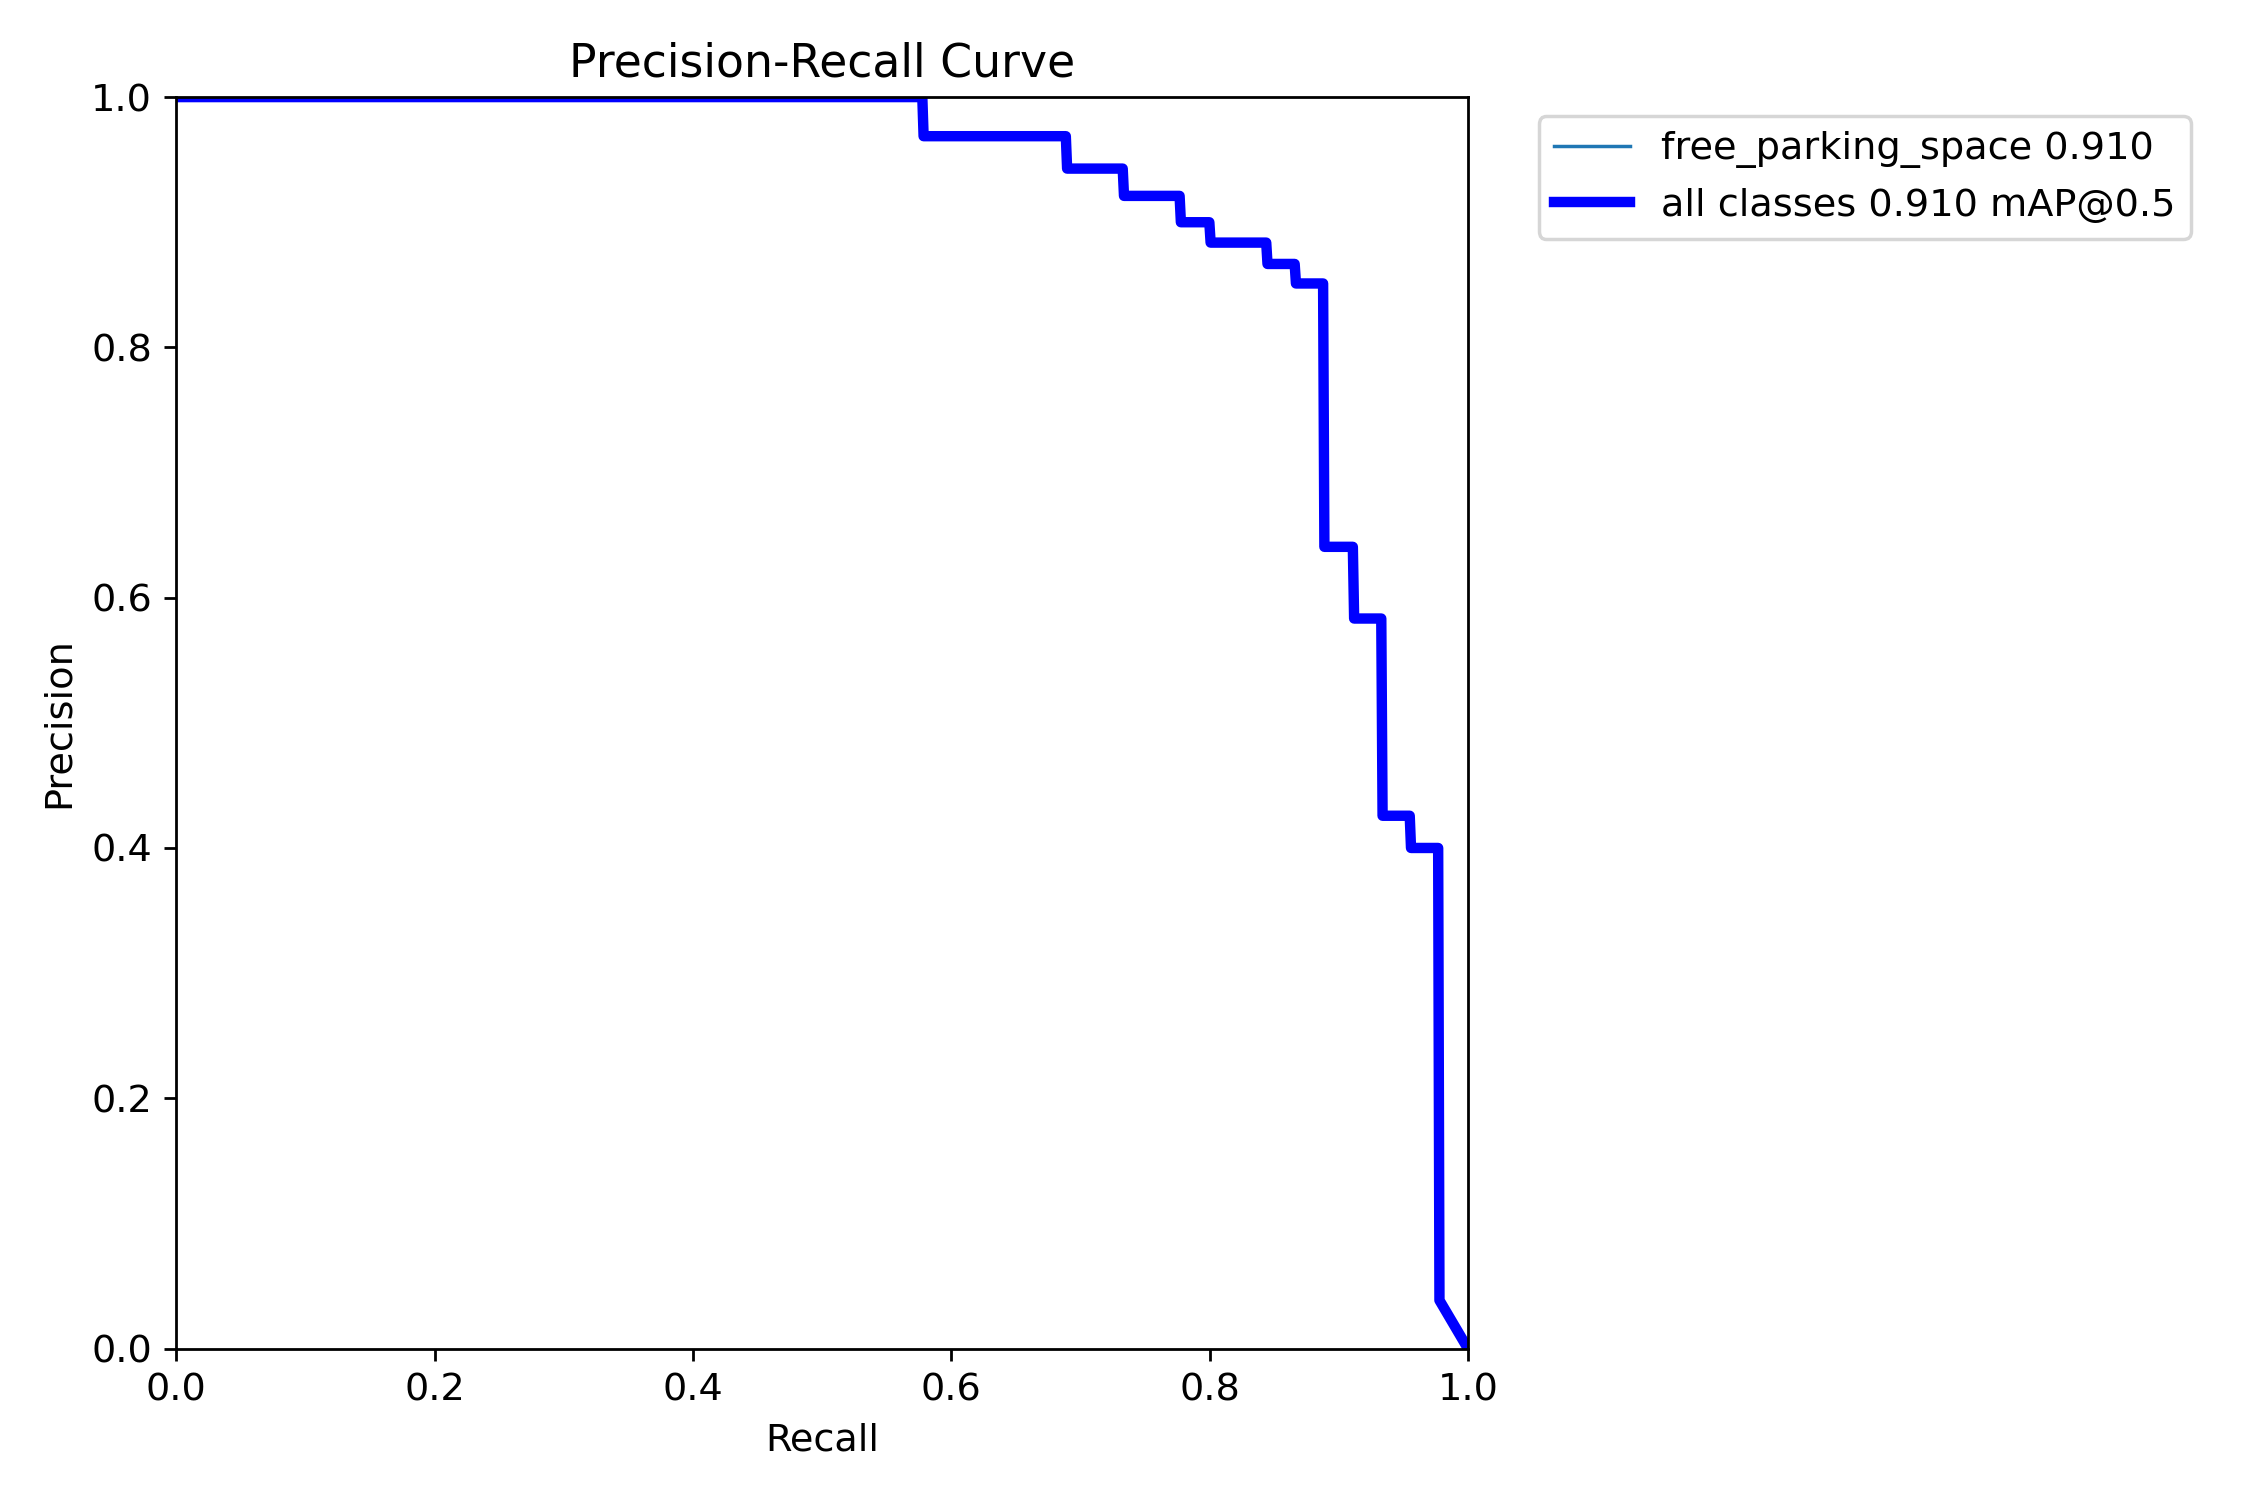 Precision-Recall Curve
1.0
0.8
0.6
0.4
0.2
0.0
Precision
0.0 0.2 0.4 0.6 0.8 1.0
Recall
free_parking_space 0.910
all classes 0.910 mAP@0.5